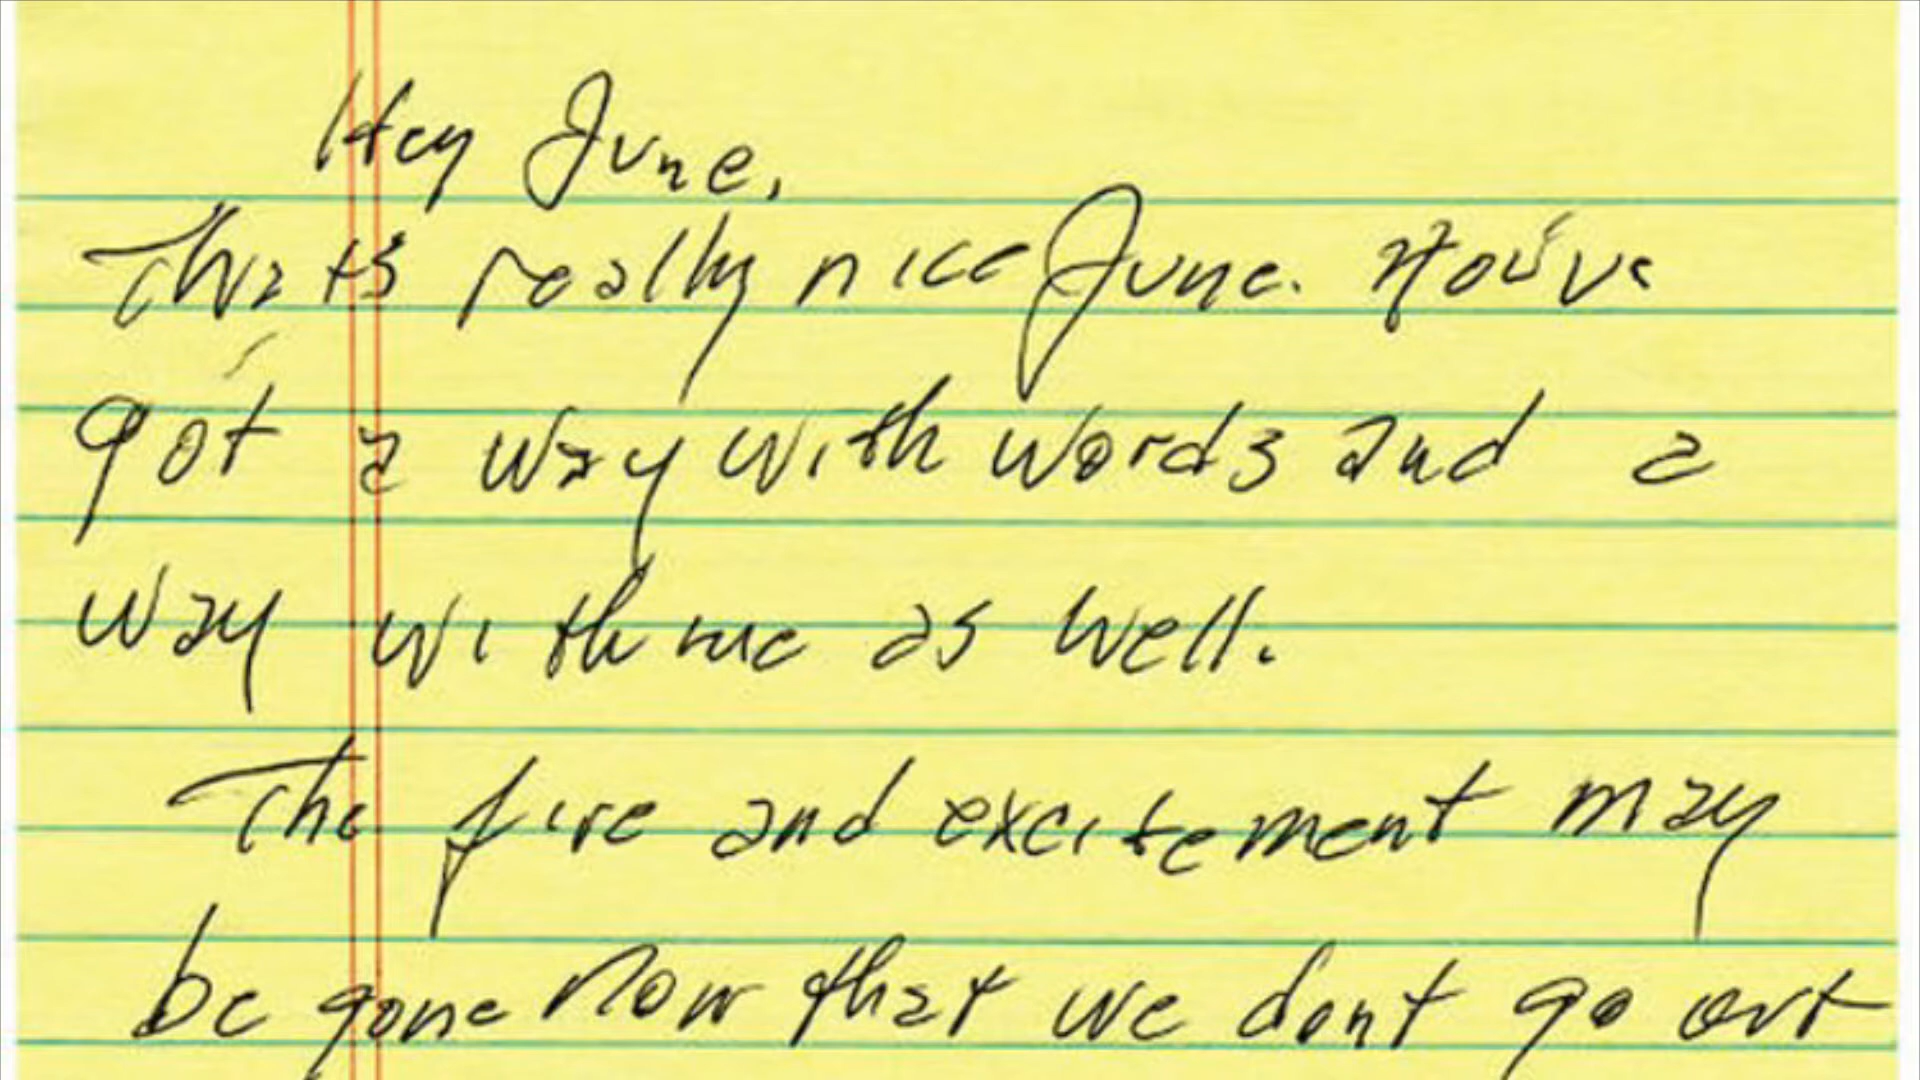 Hey June,
That's really nice June. You've
got a way with words and a
way with me as well.
The fire and excitement may
be gone now that we don't go out